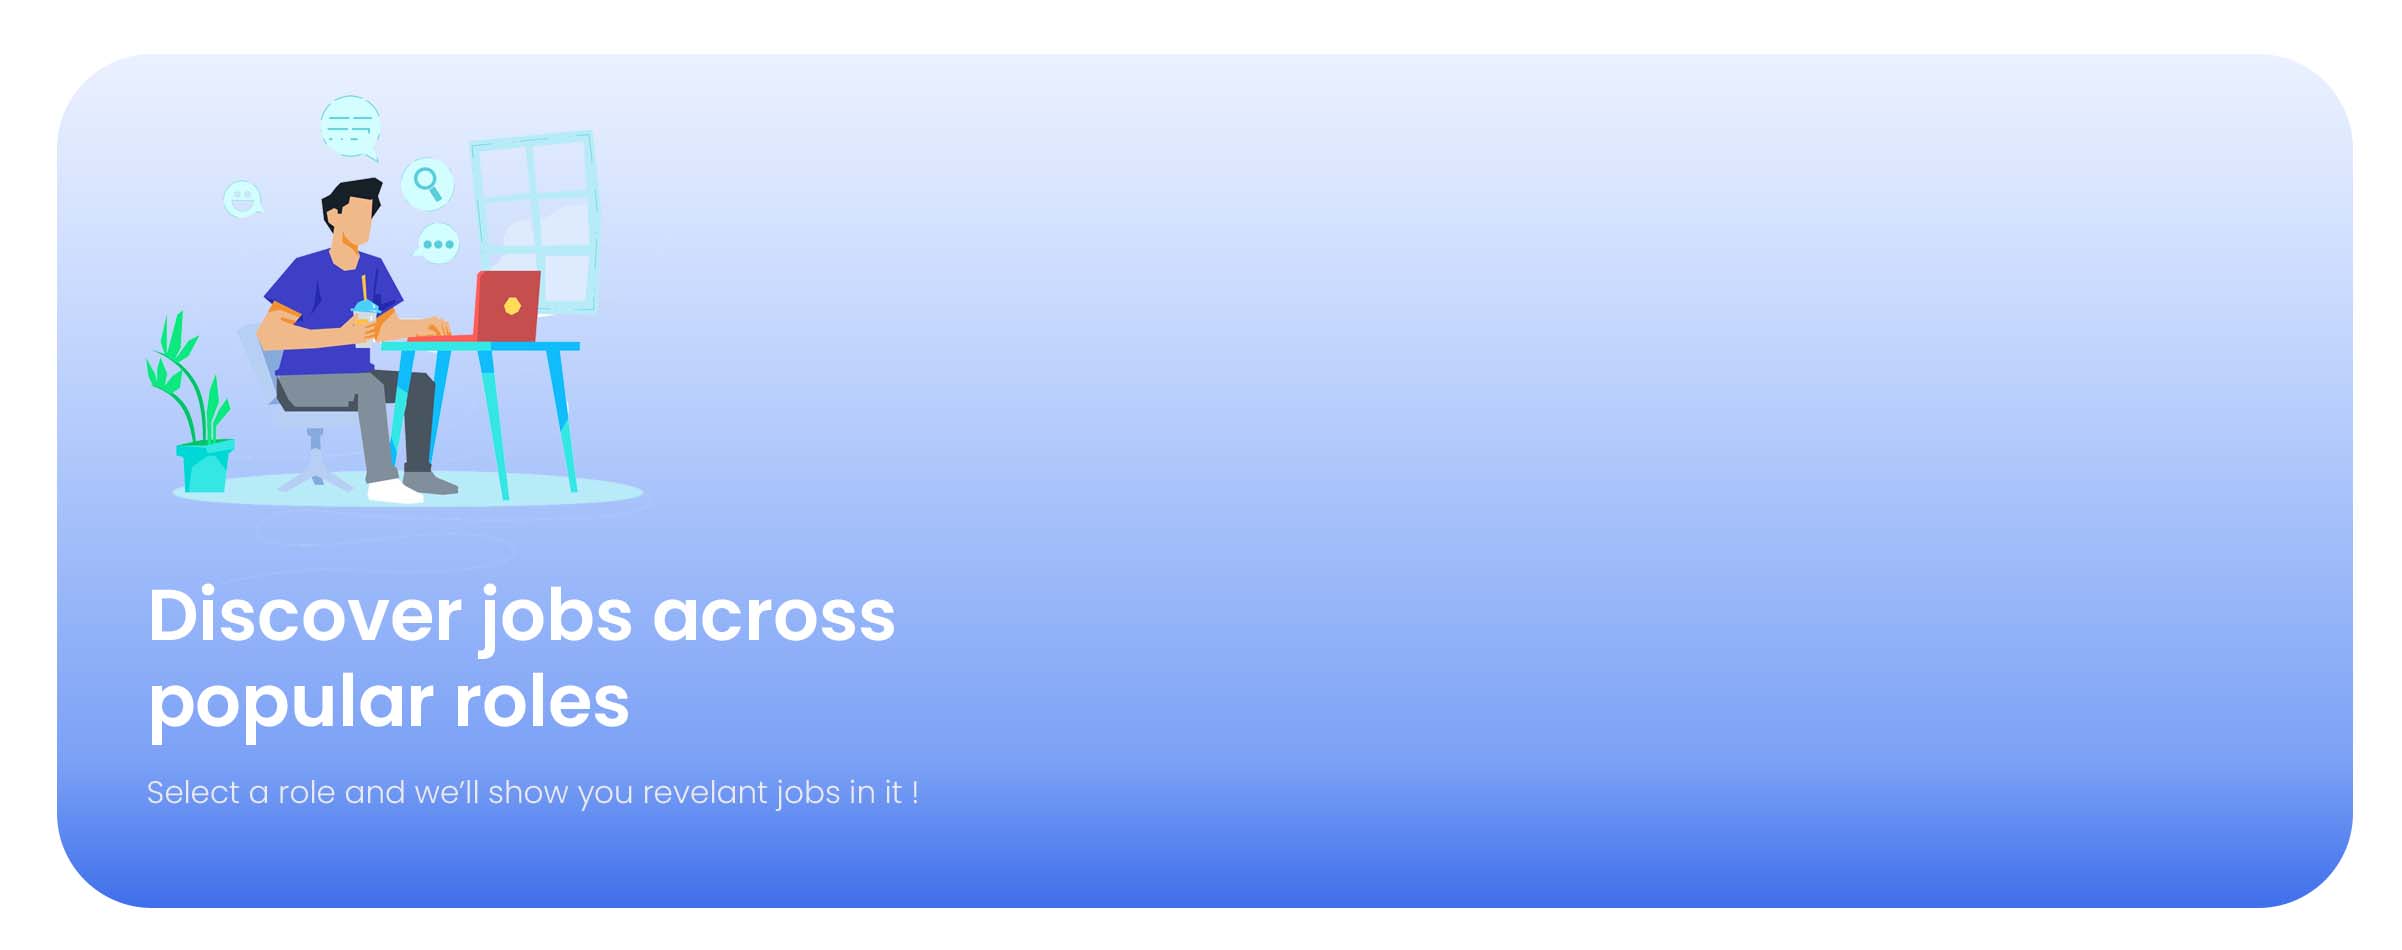 Discover jobs across
popular roles
Select a role and we’ll show you revelant jobs in it !